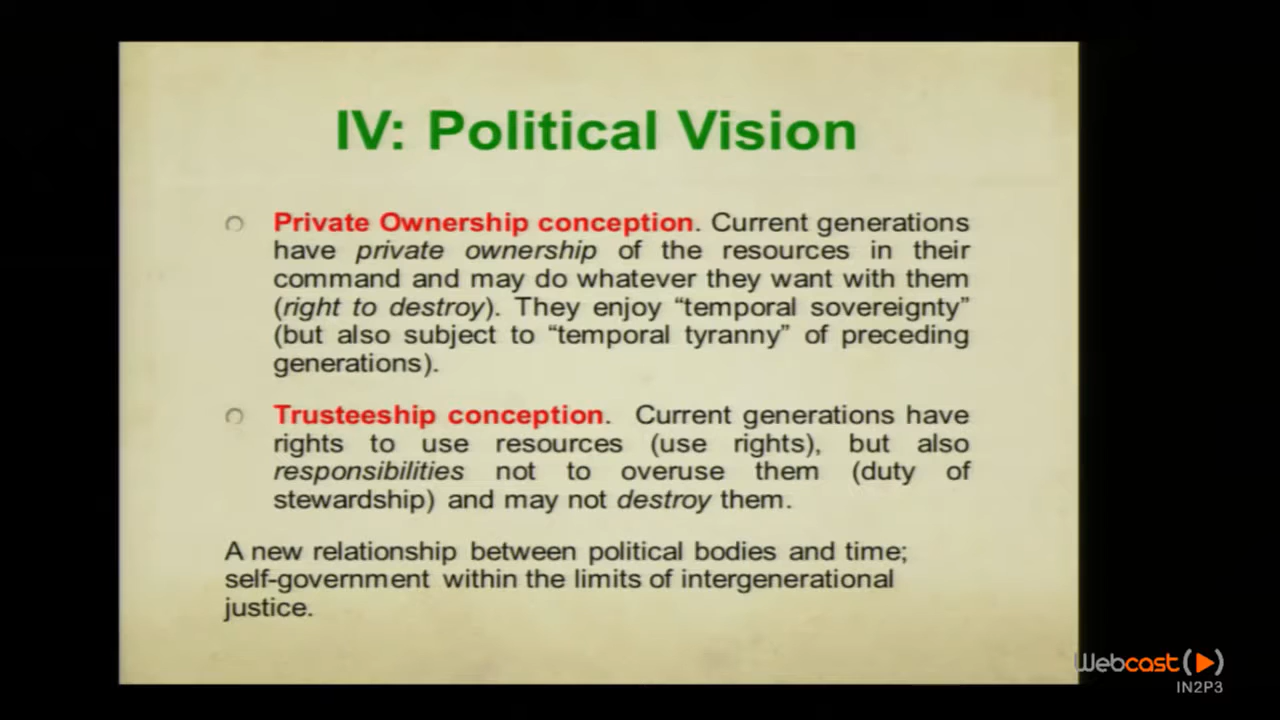 IV: Political Vision
Private Ownership conception. Current generations
have private ownership of the resources in their
command and may do whatever they want with them
(right to destroy). They enjoy “temporal sovereignty”
(but also subject to “temporal tyranny” of preceding
generations).
Trusteeship conception. Current generations have
rights to use resources (use rights), but also
responsibilities not to overuse them (duty of
stewardship) and may not destroy them.
A new relationship between political bodies and time;
self-government within the limits of intergenerational
justice.
Webcast
IN2P3